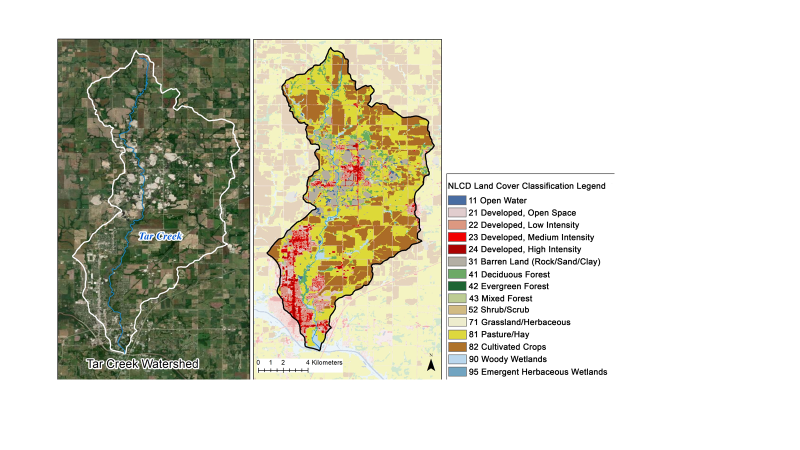 Tar Creek
Tar Creek Watershed
0 1 2 4 Kilometers
N
NLCD Land Cover Classification Legend
11 Open Water
21 Developed, Open Space
22 Developed, Low Intensity
23 Developed, Medium Intensity
24 Developed, High Intensity
31 Barren Land (Rock/Sand/Clay)
41 Deciduous Forest
42 Evergreen Forest
43 Mixed Forest
52 Shrub/Scrub
71 Grassland/Herbaceous
81 Pasture/Hay
82 Cultivated Crops
90 Woody Wetlands
95 Emergent Herbaceous Wetlands